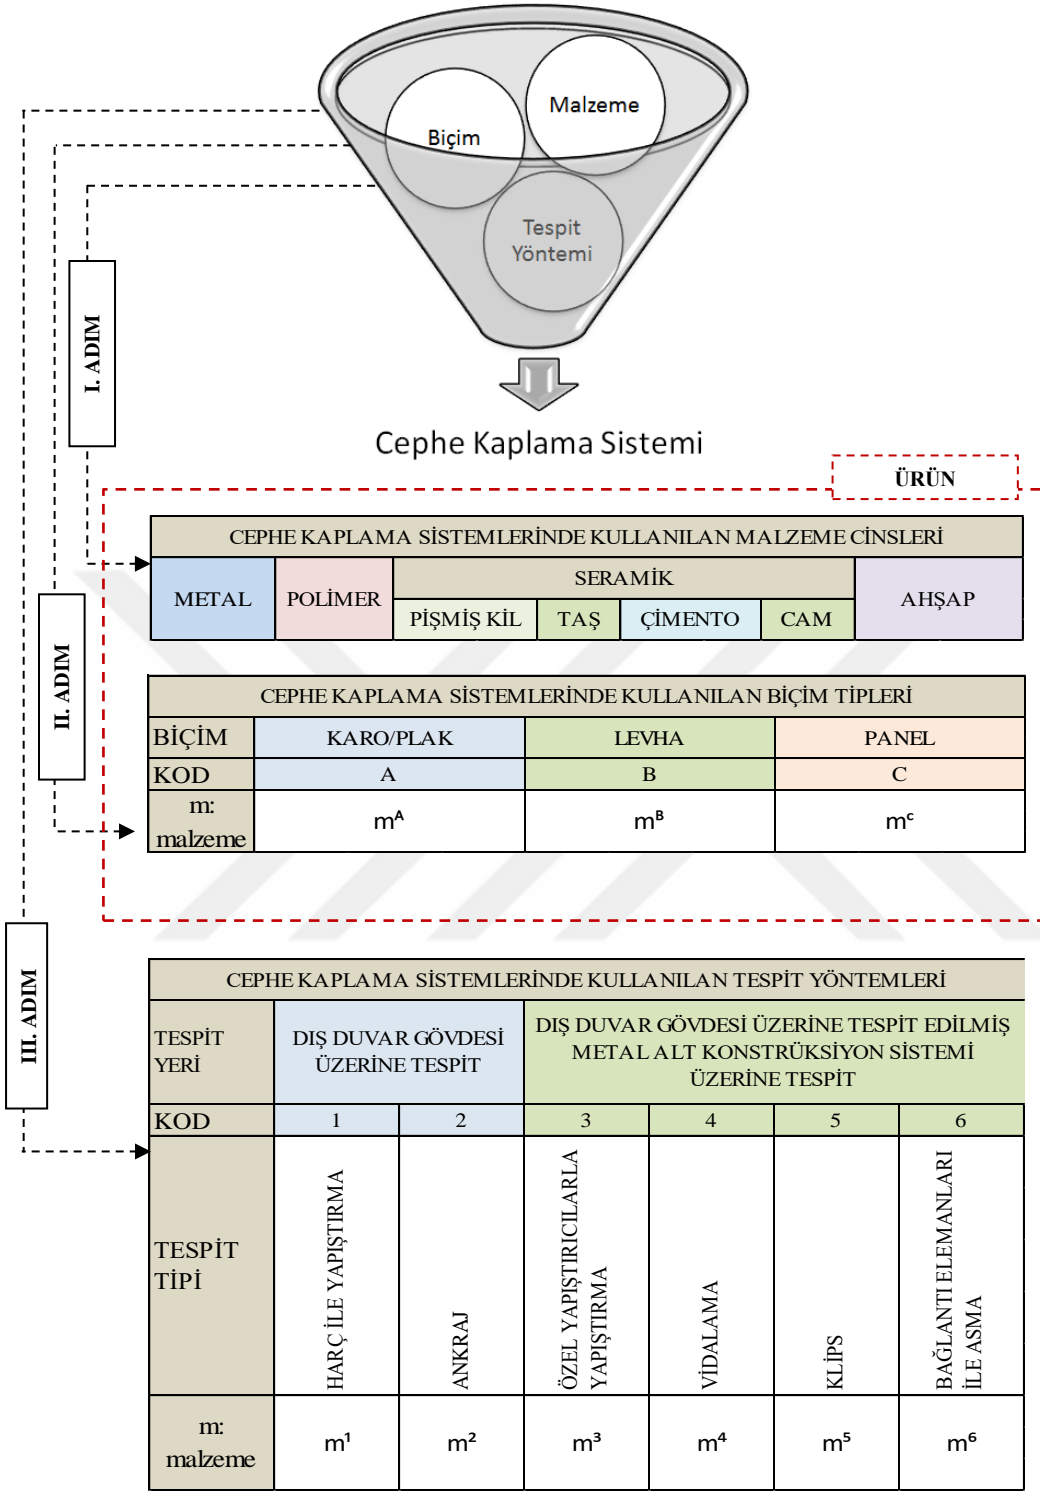 Malzeme
Biçim
Tespit
Yöntemi
Cephe Kaplama Sistemi
I. ADIM
II. ADIM
III. ADIM
ÜRÜN
CEPHE KAPLAMA SİSTEMLERİNDE KULLANILAN MALZEME CİNSLERİ
METAL
POLİMER
SERAMİK
AHŞAP
PİŞMİŞ KİL
TAŞ
ÇİMENTO
CAM
CEPHE KAPLAMA SİSTEMLERİNDE KULLANILAN BİÇİM TİPLERİ
BİÇİM
KARO/PLAK
LEVHA
PANEL
KOD
A
B
C
m:
malzeme
mᴬ
mᴮ
mᶜ
CEPHE KAPLAMA SİSTEMLERİNDE KULLANILAN TESPİT YÖNTEMLERİ
TESPİT
YERİ
DIŞ DUVAR GÖVDESİ
ÜZERİNE TESPİT
DIŞ DUVAR GÖVDESİ ÜZERİNE TESPİT EDİLMİŞ
METAL ALT KONSTRÜKSİYON SİSTEMİ
ÜZERİNE TESPİT
KOD
1
2
3
4
5
6
TESPİT
TİPİ
HARÇ İLE YAPIŞTIRMA
ANKRAJ
ÖZEL YAPIŞTIRICILARLA
YAPIŞTIRMA
VİDALAMA
KLİPS
BAĞLANTI ELEMANLARI
İLE ASMA
m:
malzeme
m¹
m²
m³
m⁴
m⁵
m⁶